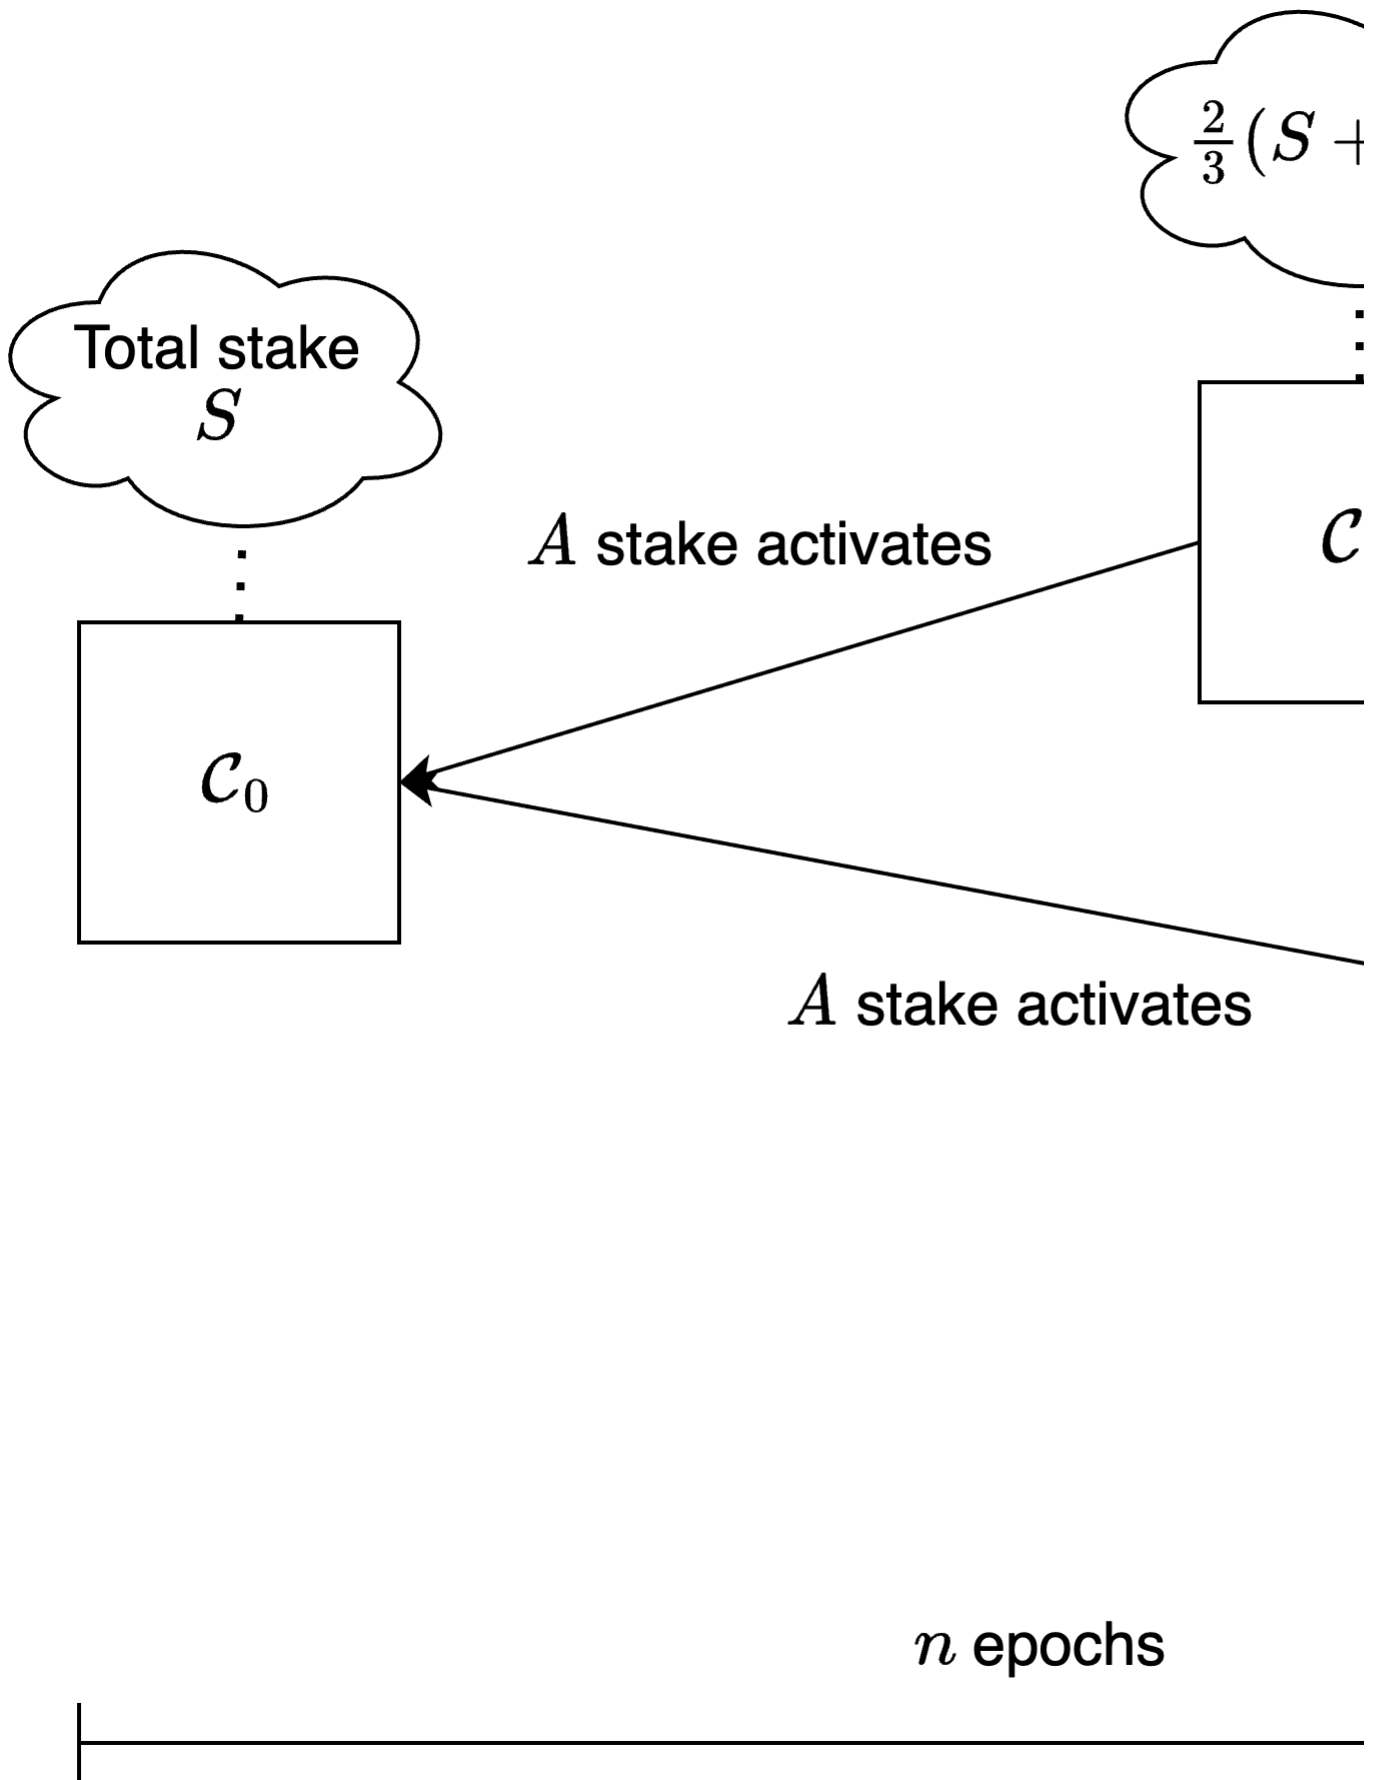 2/3(S +
Total stake
S
A stake activates
𝒞
𝒞₀
A stake activates
n epochs